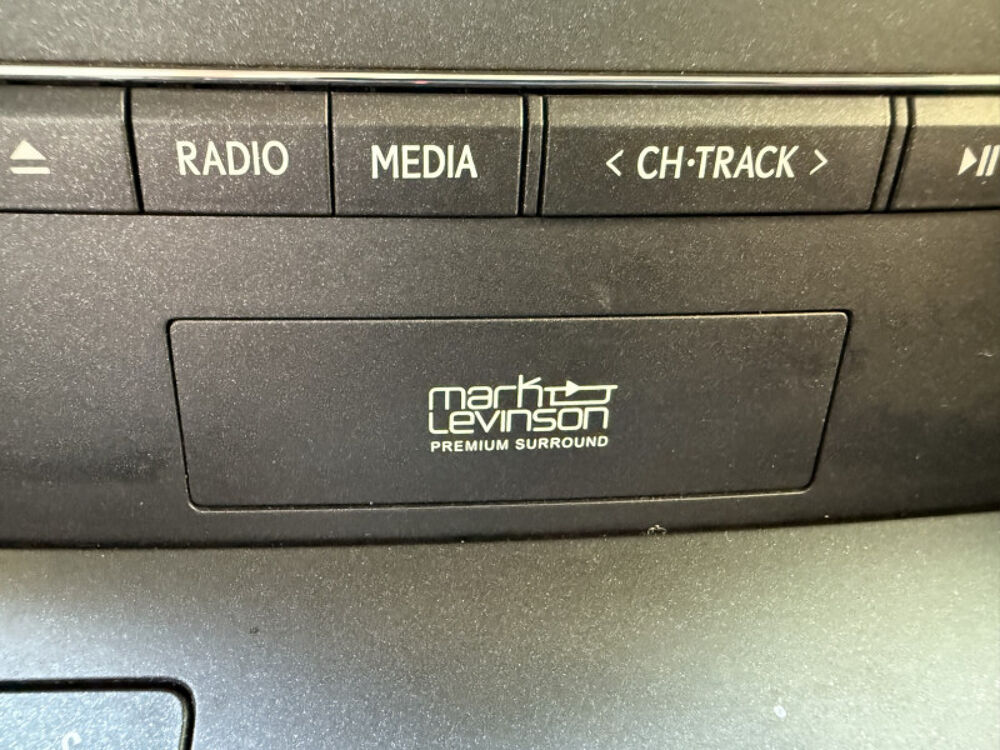 RADIO MEDIA < CH·TRACK >
mark
Levinson
PREMIUM SURROUND